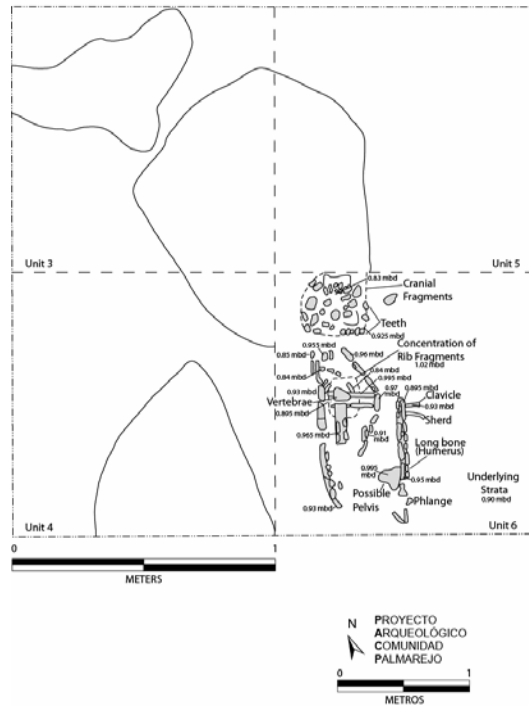 Unit 3
Unit 5
0.83 mbd
Cranial
Fragments
Teeth
0.925 mbd
0.955 mbd
0.85 mbd
0.96 mbd
Concentration of
Rib Fragments
1.02 mbd
0.84 mbd
0.84 mbd
0.995 mbd
0.93 mbd
0.97
mbd
0.895 mbd
Clavicle
Vertebrae
0.93 mbd
0.895 mbd
Sherd
0.91
mbd
0.965 mbd
Long bone
(Humerus)
0.995
mbd
0.95 mbd
Underlying
Strata
0.90 mbd
Possible
Pelvis
Phlange
0.93 mbd
Unit 4
Unit 6
0
1
METERS
N
PROYECTO
ARQUEOLÓGICO
COMUNIDAD
PALMAREJO
0
1
METROS